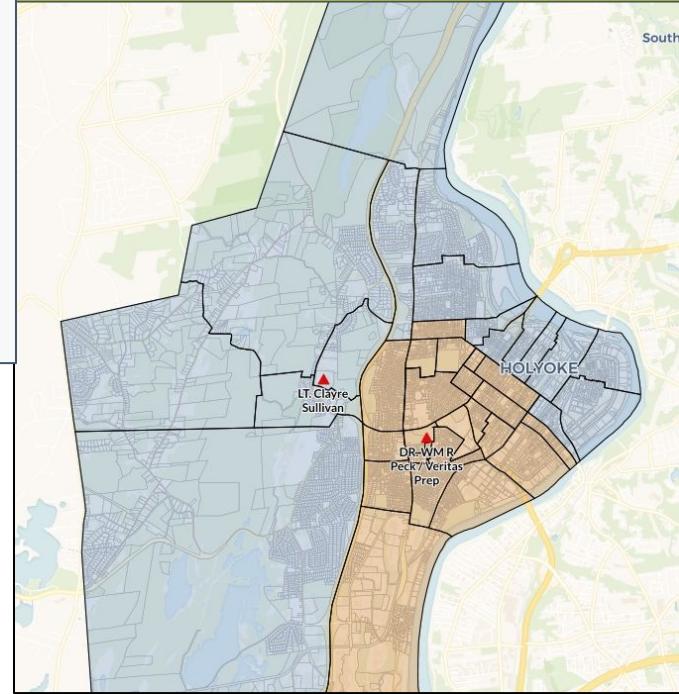 South
HOLYOKE
LT. Clayre
Sullivan
DR. WM R
Peck / Veritas
Prep